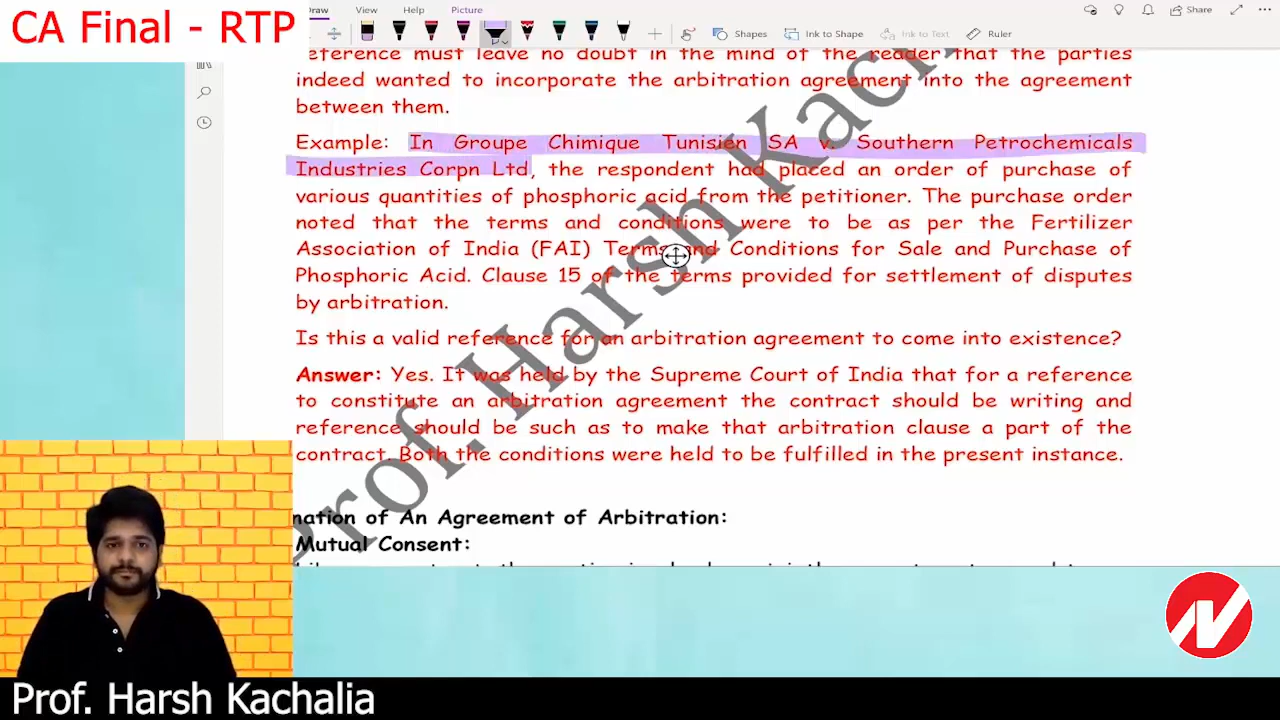 CA Final - RTP
Draw View Help Picture
Share
Shapes Ink to Shape Ink to Text Ruler
reference must leave no doubt in the mind of the reader that the parties
indeed wanted to incorporate the arbitration agreement into the agreement
between them.
Example: In Groupe Chimique Tunisien SA v. Southern Petrochemicals
Industries Corpn Ltd, the respondent had placed an order of purchase of
various quantities of phosphoric acid from the petitioner. The purchase order
noted that the terms and conditions were to be as per the Fertilizer
Association of India (FAI) Terms and Conditions for Sale and Purchase of
Phosphoric Acid. Clause 15 of the terms provided for settlement of disputes
by arbitration.
Is this a valid reference for an arbitration agreement to come into existence?
Answer: Yes. It was held by the Supreme Court of India that for a reference
to constitute an arbitration agreement the contract should be writing and
reference should be such as to make that arbitration clause a part of the
contract. Both the conditions were held to be fulfilled in the present instance.
nation of An Agreement of Arbitration:
Mutual Consent:
Prof. Harsh Kach
Prof. Harsh Kachalia